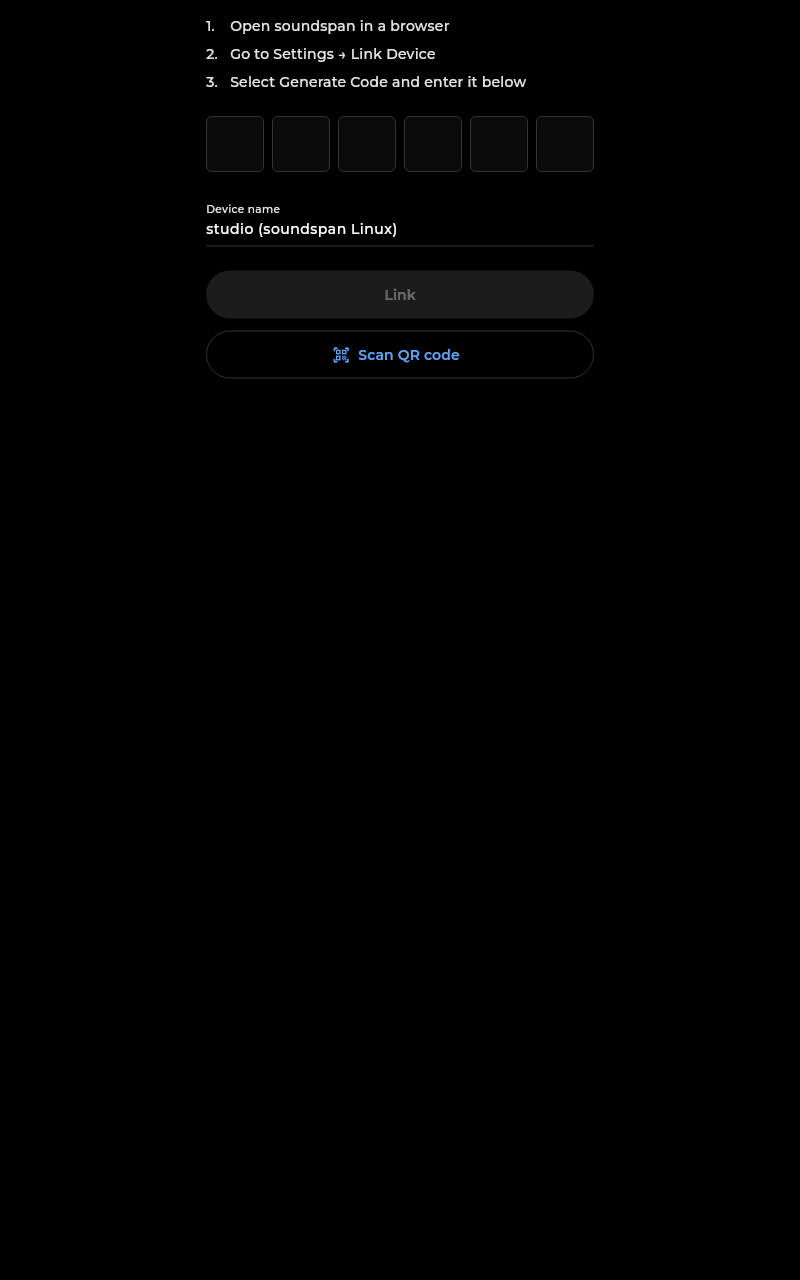 1. Open soundspan in a browser
2. Go to Settings → Link Device
3. Select Generate Code and enter it below
Device name
studio (soundspan Linux)
Link
Scan QR code